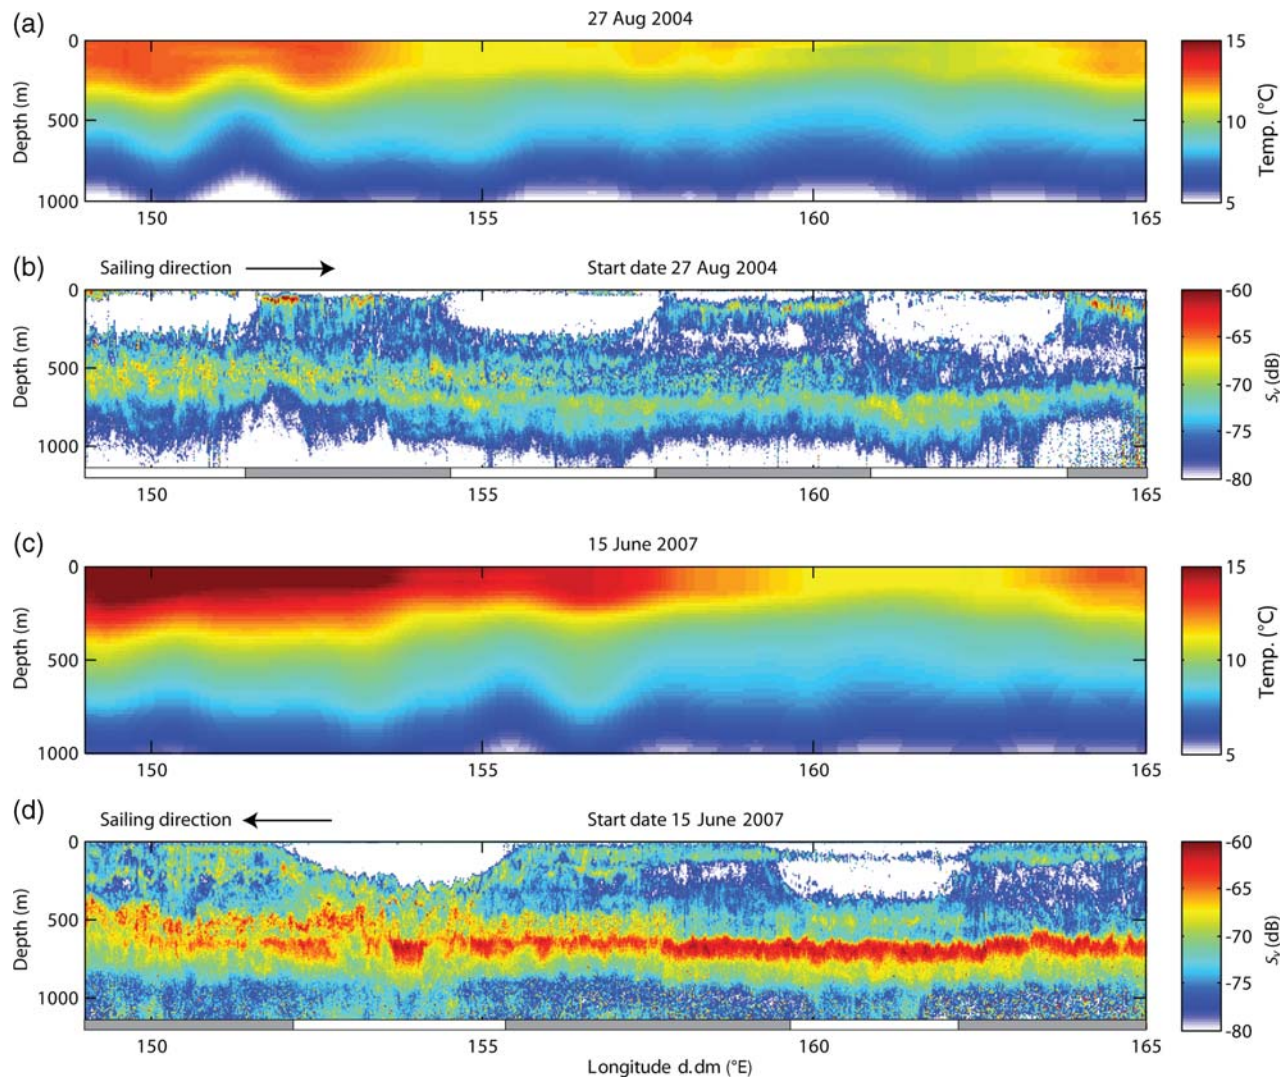 (a)
27 Aug 2004
0
500
1000
Depth (m)
150
155
160
165
15
10
5
Temp. (°C)
(b)
Sailing direction
Start date 27 Aug 2004
0
500
1000
Depth (m)
150
155
160
165
-60
-65
-70
-75
-80
Sv (dB)
(c)
15 June 2007
0
500
1000
Depth (m)
150
155
160
165
15
10
5
Temp. (°C)
(d)
Sailing direction
Start date 15 June 2007
0
500
1000
Depth (m)
150
155
160
165
Longitude d.dm (°E)
-60
-65
-70
-75
-80
Sv (dB)